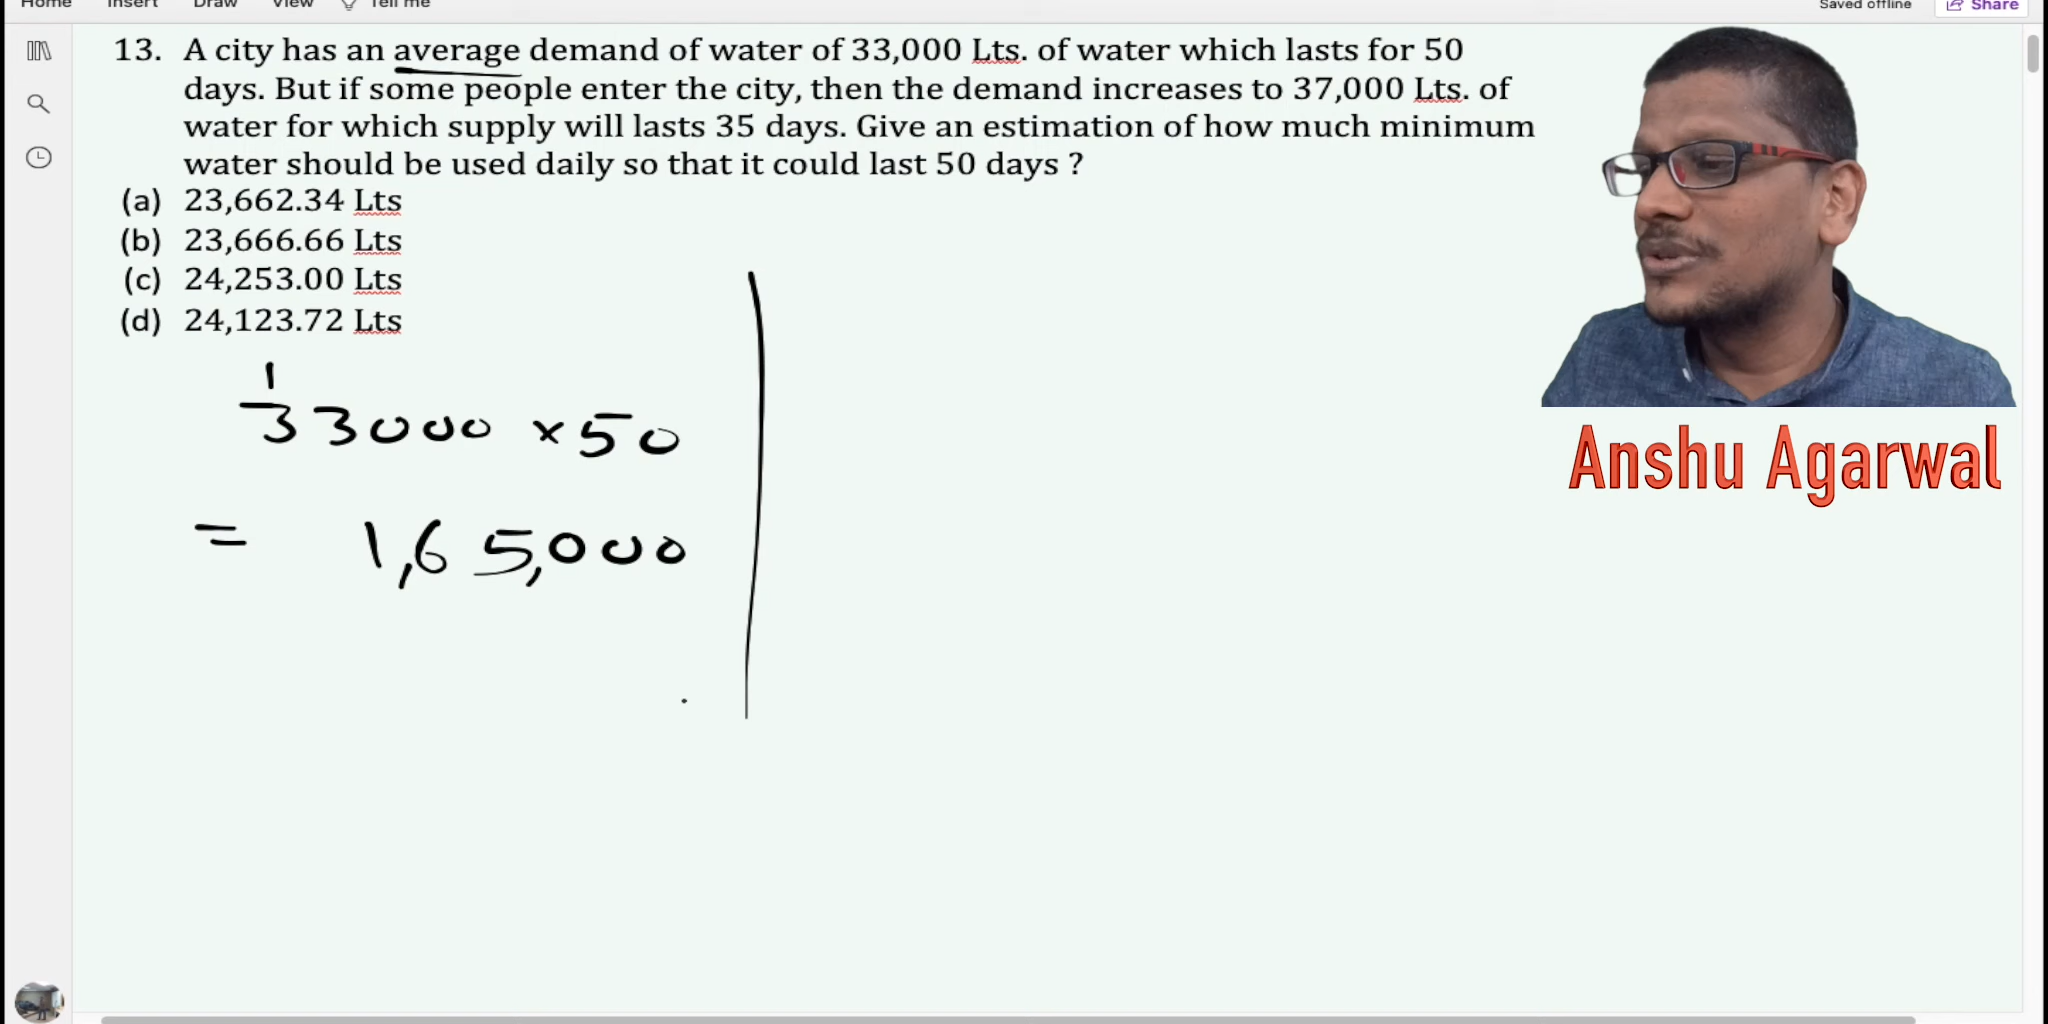 Home Insert Draw View Tell me Saved offline Share
13. A city has an average demand of water of 33,000 Lts. of water which lasts for 50
days. But if some people enter the city, then the demand increases to 37,000 Lts. of
water for which supply will lasts 35 days. Give an estimation of how much minimum
water should be used daily so that it could last 50 days ?
(a) 23,662.34 Lts
(b) 23,666.66 Lts
(c) 24,253.00 Lts
(d) 24,123.72 Lts
1
33000 × 50
= 1,65,000
Anshu Agarwal